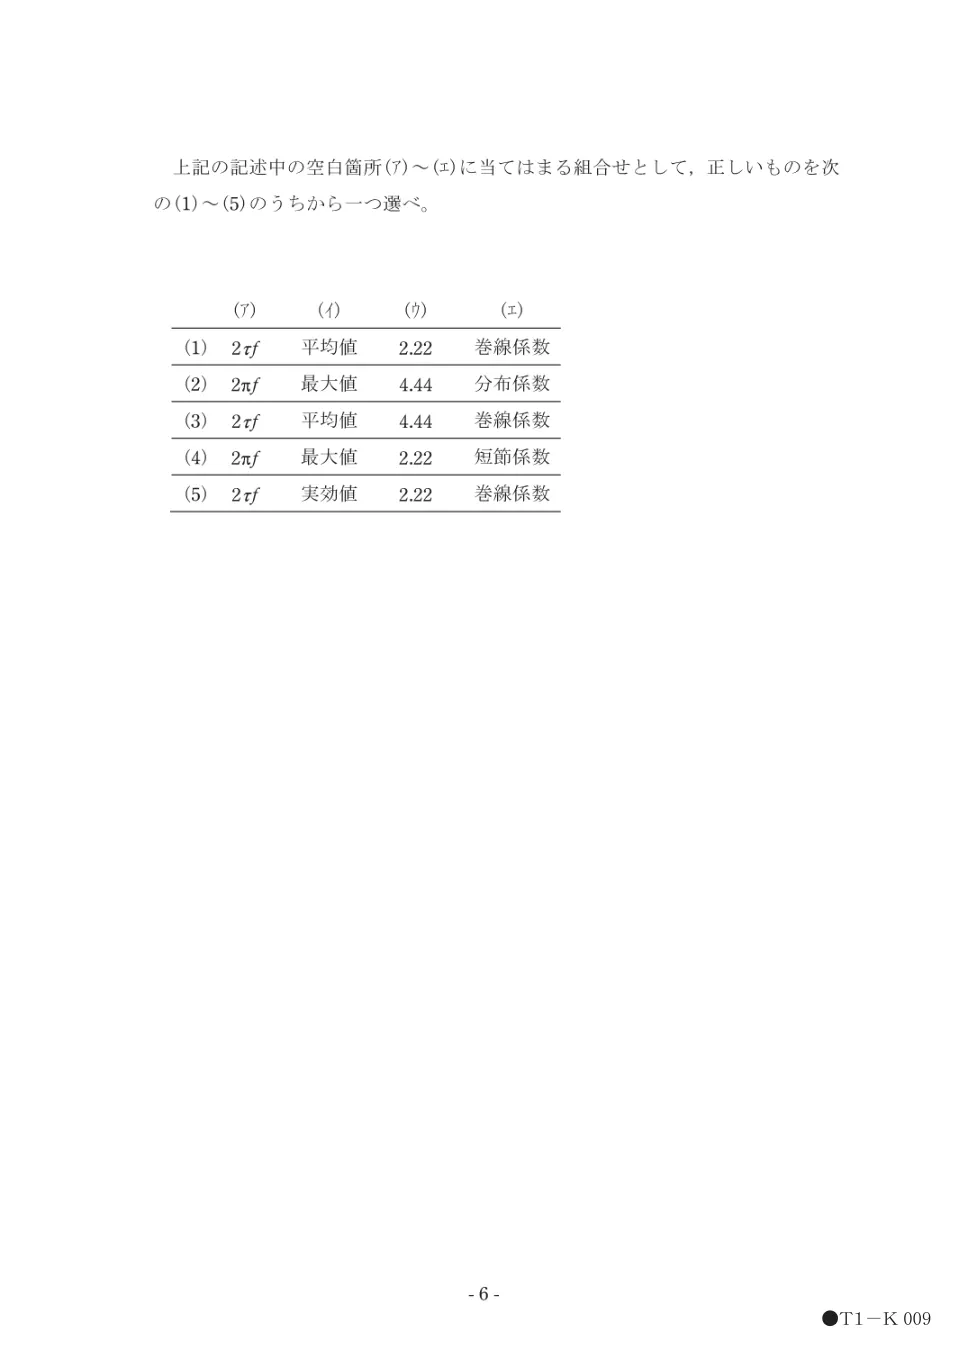 上記の記述中の空白箇所(ア)～(エ)に当てはまる組合せとして，正しいものを次
の(1)～(5)のうちから一つ選べ。
(ア) (イ) (ウ) (エ)
(1) 2τf 平均値 2.22 巻線係数
(2) 2πf 最大値 4.44 分布係数
(3) 2τf 平均値 4.44 巻線係数
(4) 2πf 最大値 2.22 短節係数
(5) 2τf 実効値 2.22 巻線係数
- 6 -
●T1－K 009